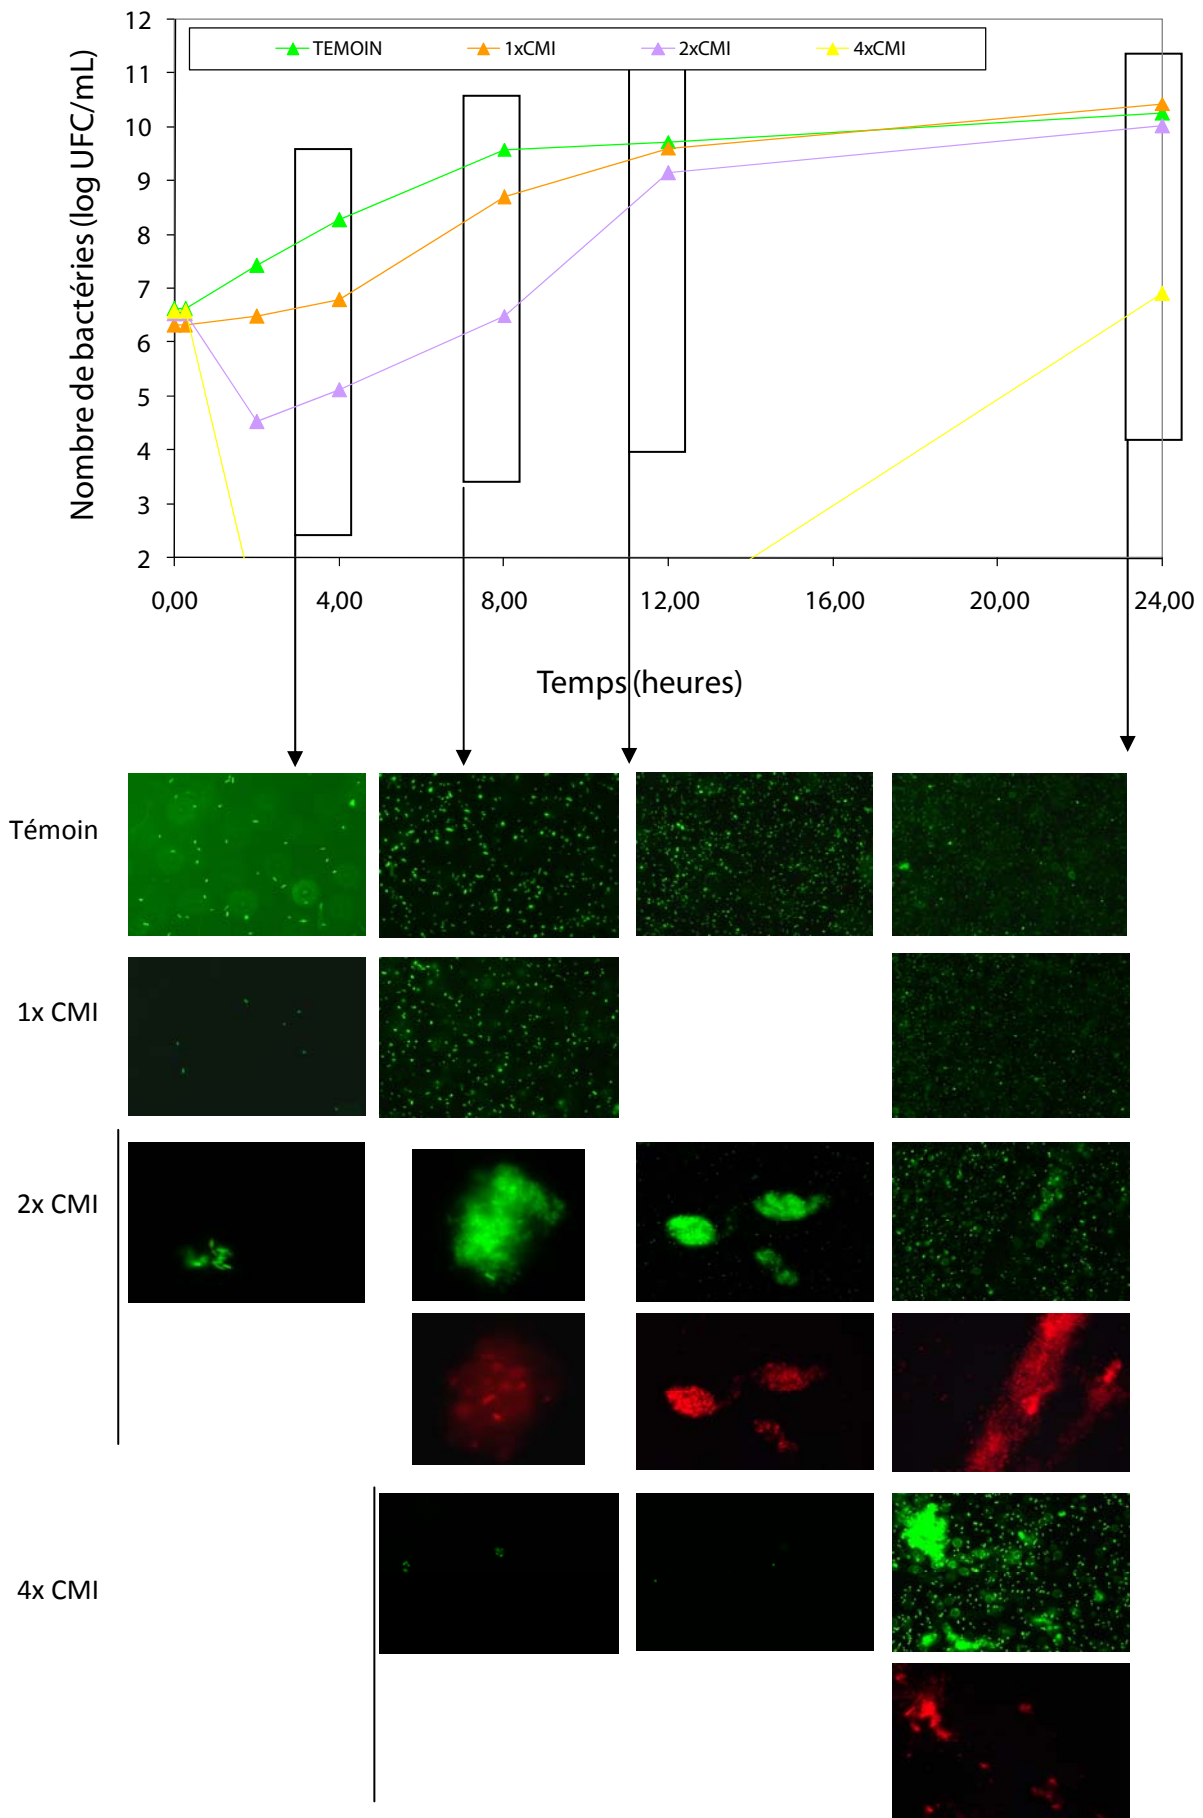 12
TEMOIN 1xCMI 2xCMI 4xCMI
11
10
9
8
7
6
5
4
3
2
Nombre de bactéries (log UFC/mL)
0,00 4,00 8,00 12,00 16,00 20,00 24,00
Temps (heures)
Témoin
1x CMI
2x CMI
4x CMI